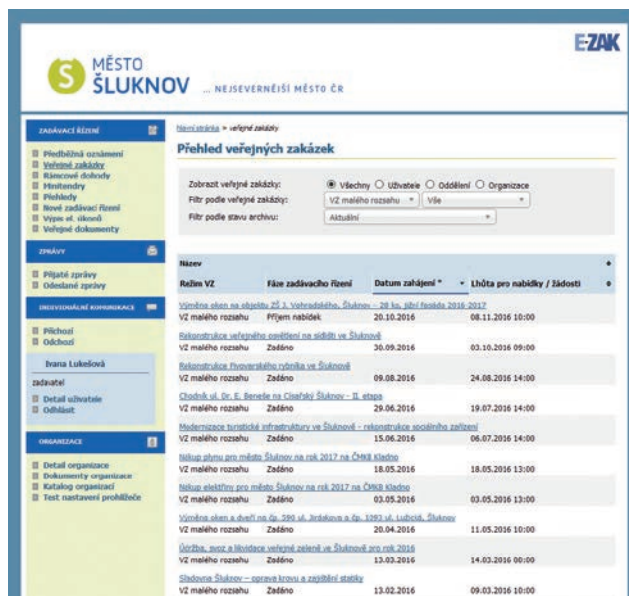 E-ZAK
MĚSTO
ŠLUKNOV ... NEJSEVERNĚJŠÍ MĚSTO ČR
ZADÁVACÍ ŘÍZENÍ
Předběžná oznámení
Veřejné zakázky
Rámcové dohody
Minitendry
Přehledy
Nové zadávací řízení
Výpis el. úkonů
Veřejné dokumenty
ZPRÁVY
Přijaté zprávy
Odeslané zprávy
INDIVIDUÁLNÍ KOMUNIKACE
Příchozí
Odchozí
Ivana Lukešová
zadavatel
Detail uživatele
Odhlásit
ORGANIZACE
Detail organizace
Dokumenty organizace
Katalog organizací
Test nastavení prohlížeče
Hlavní stránka » veřejné zakázky
Přehled veřejných zakázek
Zobrazit veřejné zakázky: Všechny Uživatele Oddělení Organizace
Filtr podle veřejné zakázky: VZ malého rozsahu Vše
Filtr podle stavu archivu: Aktuální
Název
Režim VZ Fáze zadávacího řízení Datum zahájení Lhůta pro nabídky / žádosti
Výměna oken na objektu ZŠ J. Vohradského, Šluknov - 28 ks, jižní fasáda 2016-2017
VZ malého rozsahu Příjem nabídek 20.10.2016 08.11.2016 10:00
Rekonstrukce veřejného osvětlení na sídlišti ve Šluknově
VZ malého rozsahu Zadáno 30.09.2016 03.10.2016 09:00
Rekonstrukce Pivovarského rybníka ve Šluknově
VZ malého rozsahu Zadáno 09.08.2016 24.08.2016 14:00
Chodník ul. Dr. E. Beneše na Císařský Šluknov - II. etapa
VZ malého rozsahu Zadáno 29.06.2016 19.07.2016 14:00
Modernizace turistické infrastruktury ve Šluknově - rekonstrukce sociálního zařízení
VZ malého rozsahu Zadáno 15.06.2016 06.07.2016 14:00
Nákup plynu pro město Šluknov na rok 2017 na ČMKB Kladno
VZ malého rozsahu Zadáno 18.05.2016 18.05.2016 13:00
Nákup elektřiny pro město Šluknov na rok 2017 na ČMKB Kladno
VZ malého rozsahu Zadáno 03.05.2016 03.05.2016 13:00
Výměna oken a dveří na čp. 590 ul. Jiráskova a čp. 1093 ul. Lužická, Šluknov
VZ malého rozsahu Zadáno 20.04.2016 11.05.2016 10:00
Údržba, svoz a likvidace veřejné zeleně ve Šluknově pro rok 2016
VZ malého rozsahu Zadáno 13.03.2016 14.03.2016 00:00
Sladovna Šluknov – oprava krovu a zajištění statiky
VZ malého rozsahu Zadáno 13.02.2016 09.03.2016 10:00